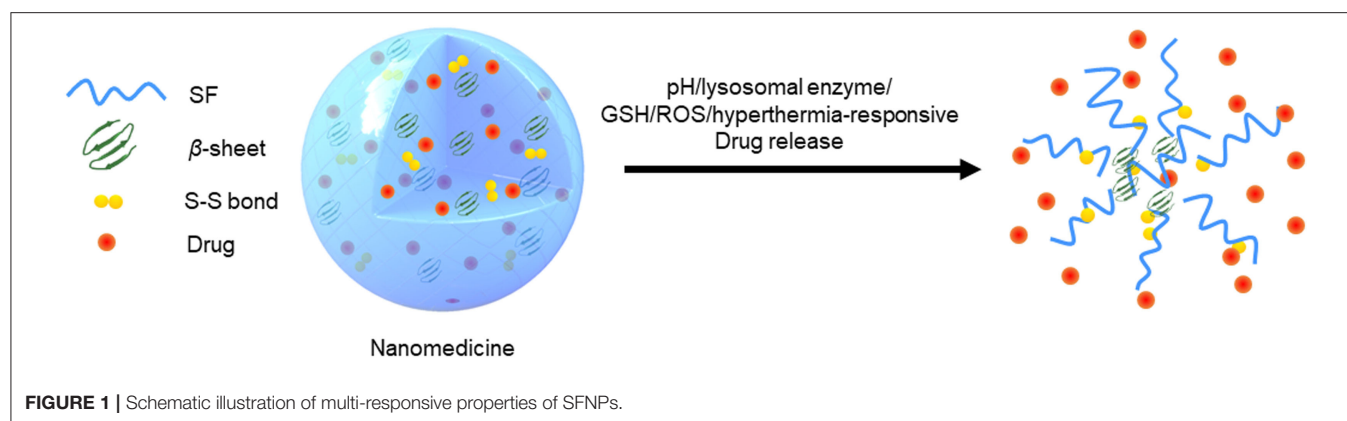 SF
β-sheet
S-S bond
Drug
Nanomedicine
pH/lysosomal enzyme/
GSH/ROS/hyperthermia-responsive
Drug release
FIGURE 1 | Schematic illustration of multi-responsive properties of SFNPs.